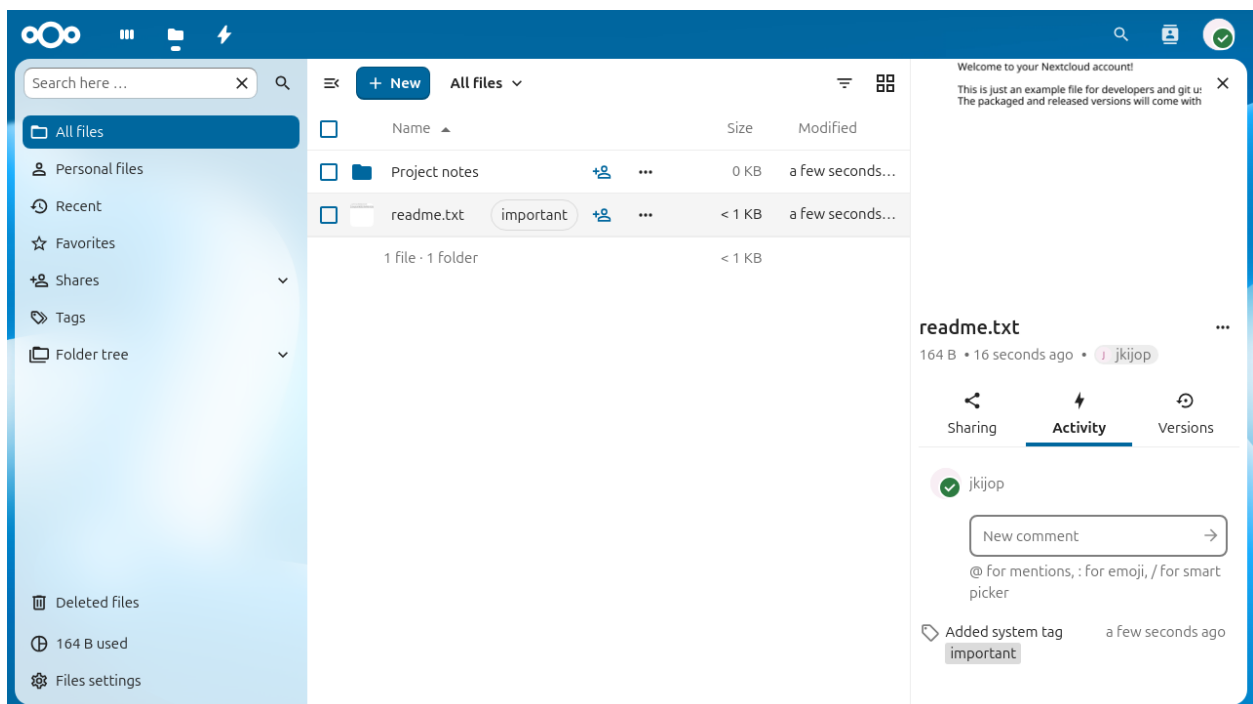 Search here ...
All files
Personal files
Recent
Favorites
Shares
Tags
Folder tree
Deleted files
164 B used
Files settings
+ New
All files
Name
Size
Modified
Project notes
0 KB
a few seconds...
readme.txt
important
< 1 KB
a few seconds...
1 file · 1 folder
< 1 KB
Welcome to your Nextcloud account!
This is just an example file for developers and git
The packaged and released versions will come with
readme.txt
164 B • 16 seconds ago • jkijop
Sharing
Activity
Versions
jkijop
New comment
@ for mentions, : for emoji, / for smart
picker
Added system tag
a few seconds ago
important